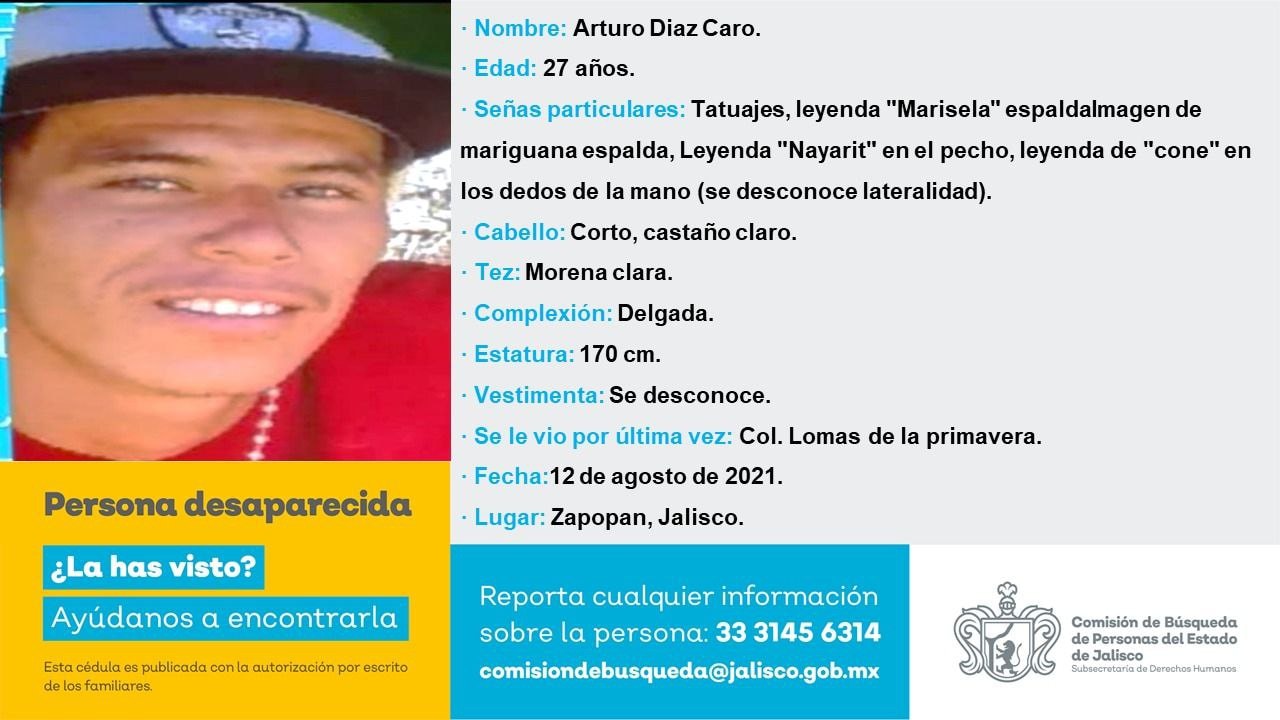 · Nombre: Arturo Diaz Caro.
· Edad: 27 años.
· Señas particulares: Tatuajes, leyenda "Marisela" espaldaImagen de
mariguana espalda, Leyenda "Nayarit" en el pecho, leyenda de "cone" en
los dedos de la mano (se desconoce lateralidad).
· Cabello: Corto, castaño claro.
· Tez: Morena clara.
· Complexión: Delgada.
· Estatura: 170 cm.
· Vestimenta: Se desconoce.
· Se le vio por última vez: Col. Lomas de la primavera.
· Fecha:12 de agosto de 2021.
· Lugar: Zapopan, Jalisco.
Persona desaparecida
¿La has visto?
Ayúdanos a encontrarla
Esta cédula es publicada con la autorización por escrito
de los familiares.
Reporta cualquier información
sobre la persona: 33 3145 6314
comisiondebusqueda@jalisco.gob.mx
Comisión de Búsqueda
de Personas del Estado
de Jalisco
Subsecretaría de Derechos Humanos